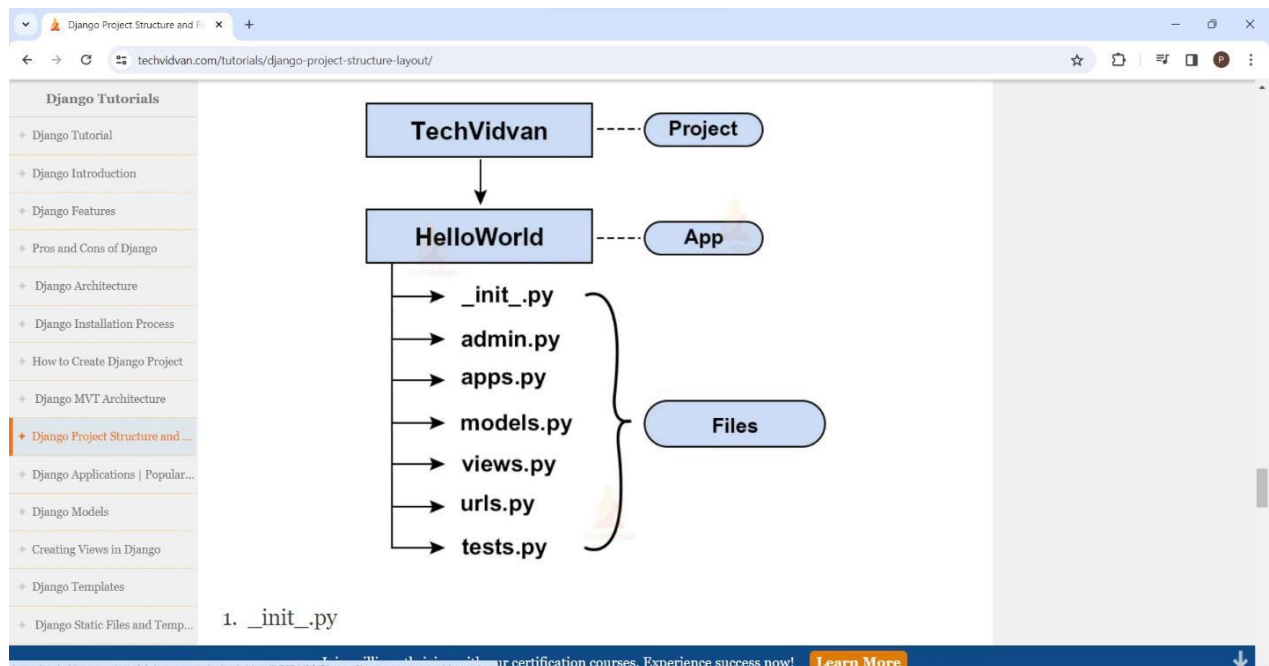 Django Project Structure and Fi
techvidvan.com/tutorials/django-project-structure-layout/
P
Django Tutorials
Django Tutorial
Django Introduction
Django Features
Pros and Cons of Django
Django Architecture
Django Installation Process
How to Create Django Project
Django MVT Architecture
Django Project Structure and ...
Django Applications | Popular...
Django Models
Creating Views in Django
Django Templates
Django Static Files and Temp...
TechVidvan
Project
HelloWorld
App
_init_.py
admin.py
apps.py
models.py
views.py
urls.py
tests.py
Files
1. _init_.py
certification courses. Experience success now! Learn More